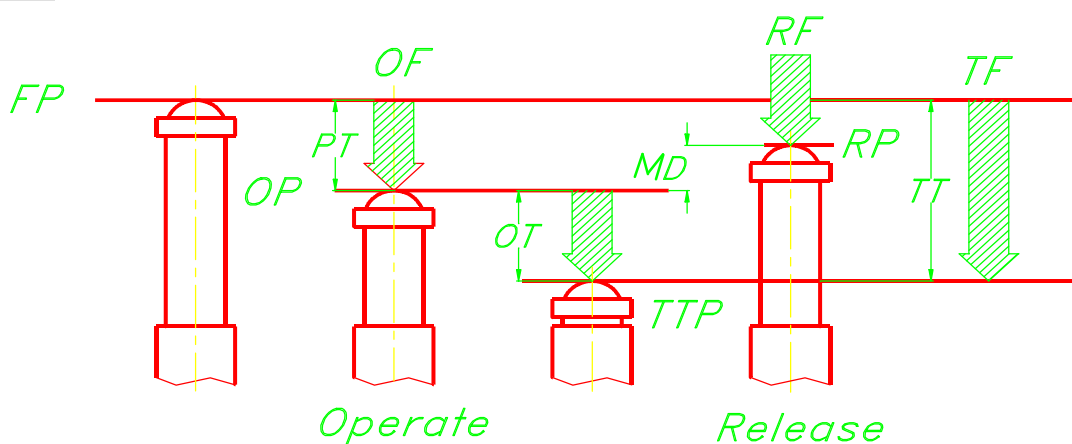 RF
OF
TF
FP
PT
RP
MD
OP
TT
OT
TTP
Operate
Release